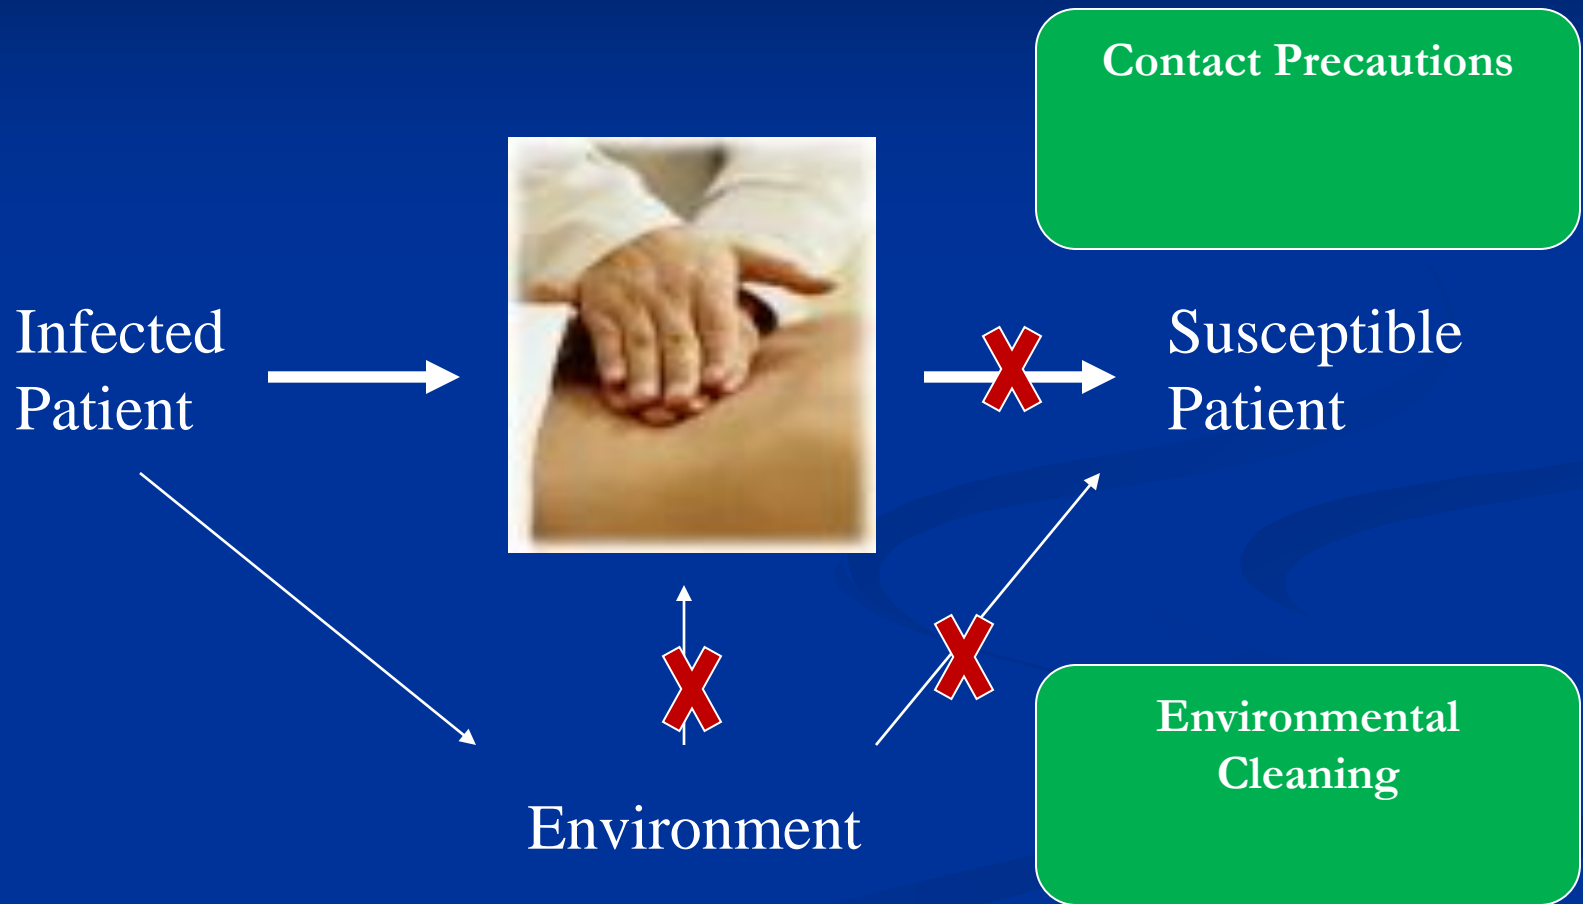 Contact Precautions
Infected
Patient
Susceptible
Patient
Environmental
Cleaning
Environment